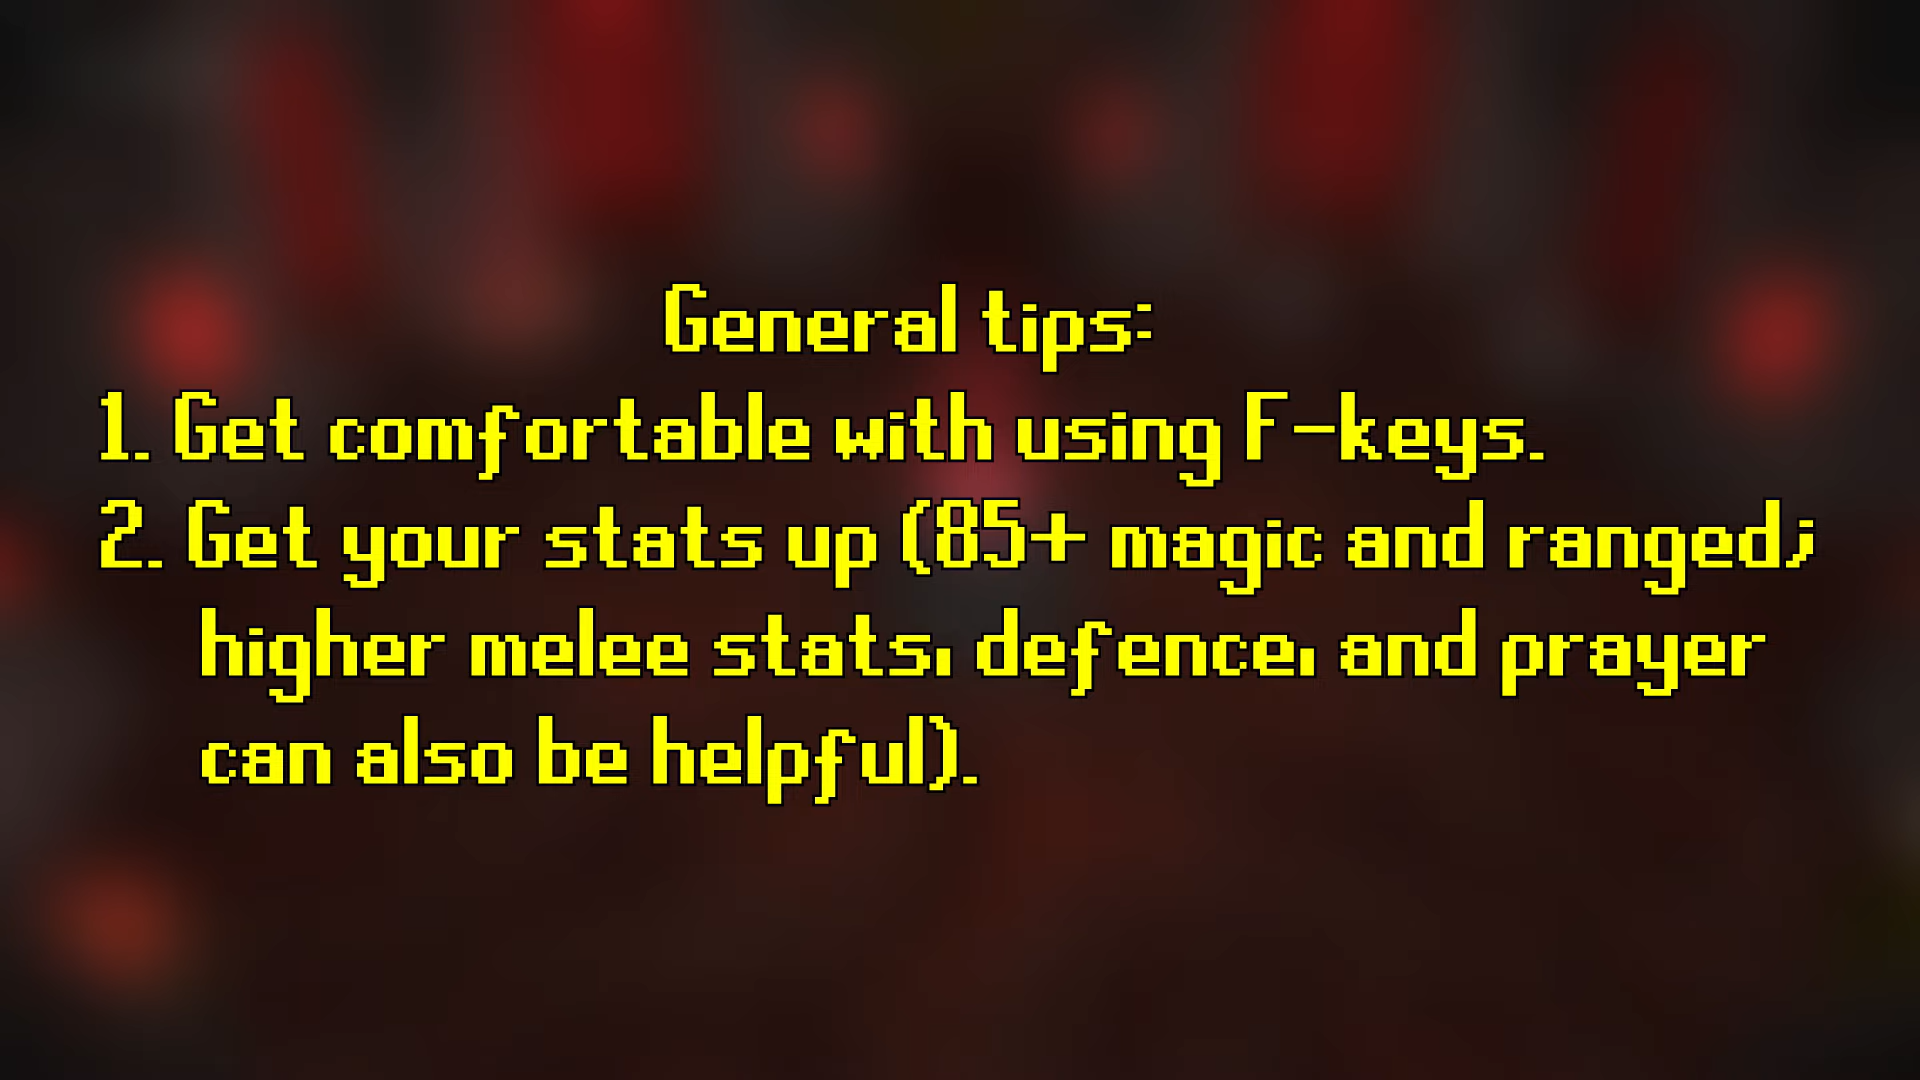 General tips:
1. Get comfortable with using F-keys.
2. Get your stats up (85+ magic and ranged;
higher melee stats, defence, and prayer
can also be helpful).